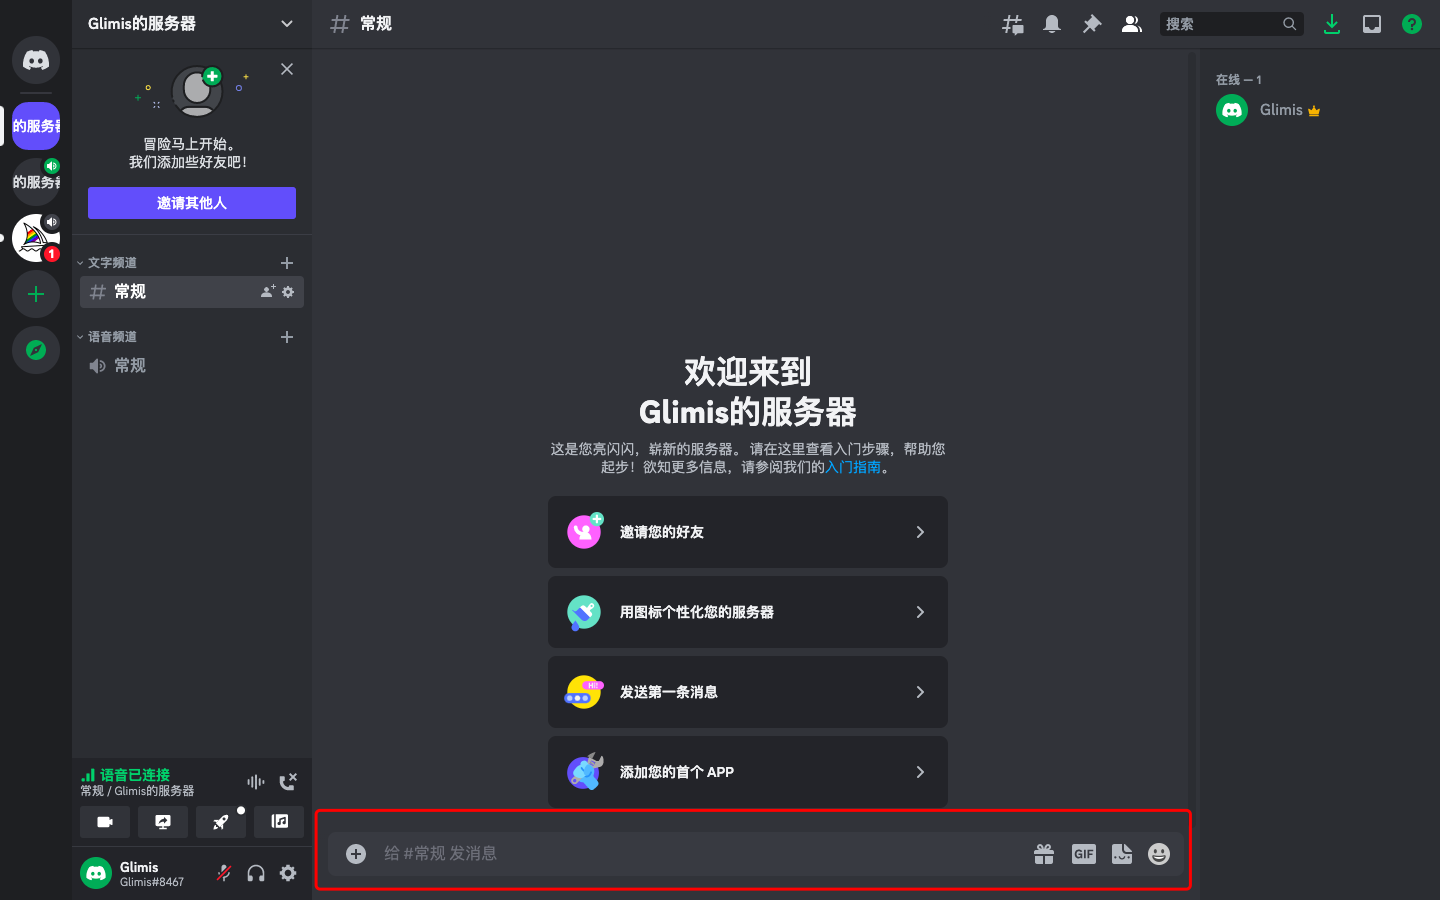 Glimis的服务器
常规
搜索
在线 — 1
Glimis
的服务器
的服务器
1
冒险马上开始。
我们添加些好友吧！
邀请其他人
文字频道
常规
语音频道
常规
欢迎来到
Glimis的服务器
这是您亮闪闪，崭新的服务器。请在这里查看入门步骤，帮助您
起步！欲知更多信息，请参阅我们的入门指南。
邀请您的好友
用图标个性化您的服务器
HI!
发送第一条消息
添加您的首个 APP
语音已连接
常规 / Glimis的服务器
Glimis
Glimis#8467
给 #常规 发消息
GIF